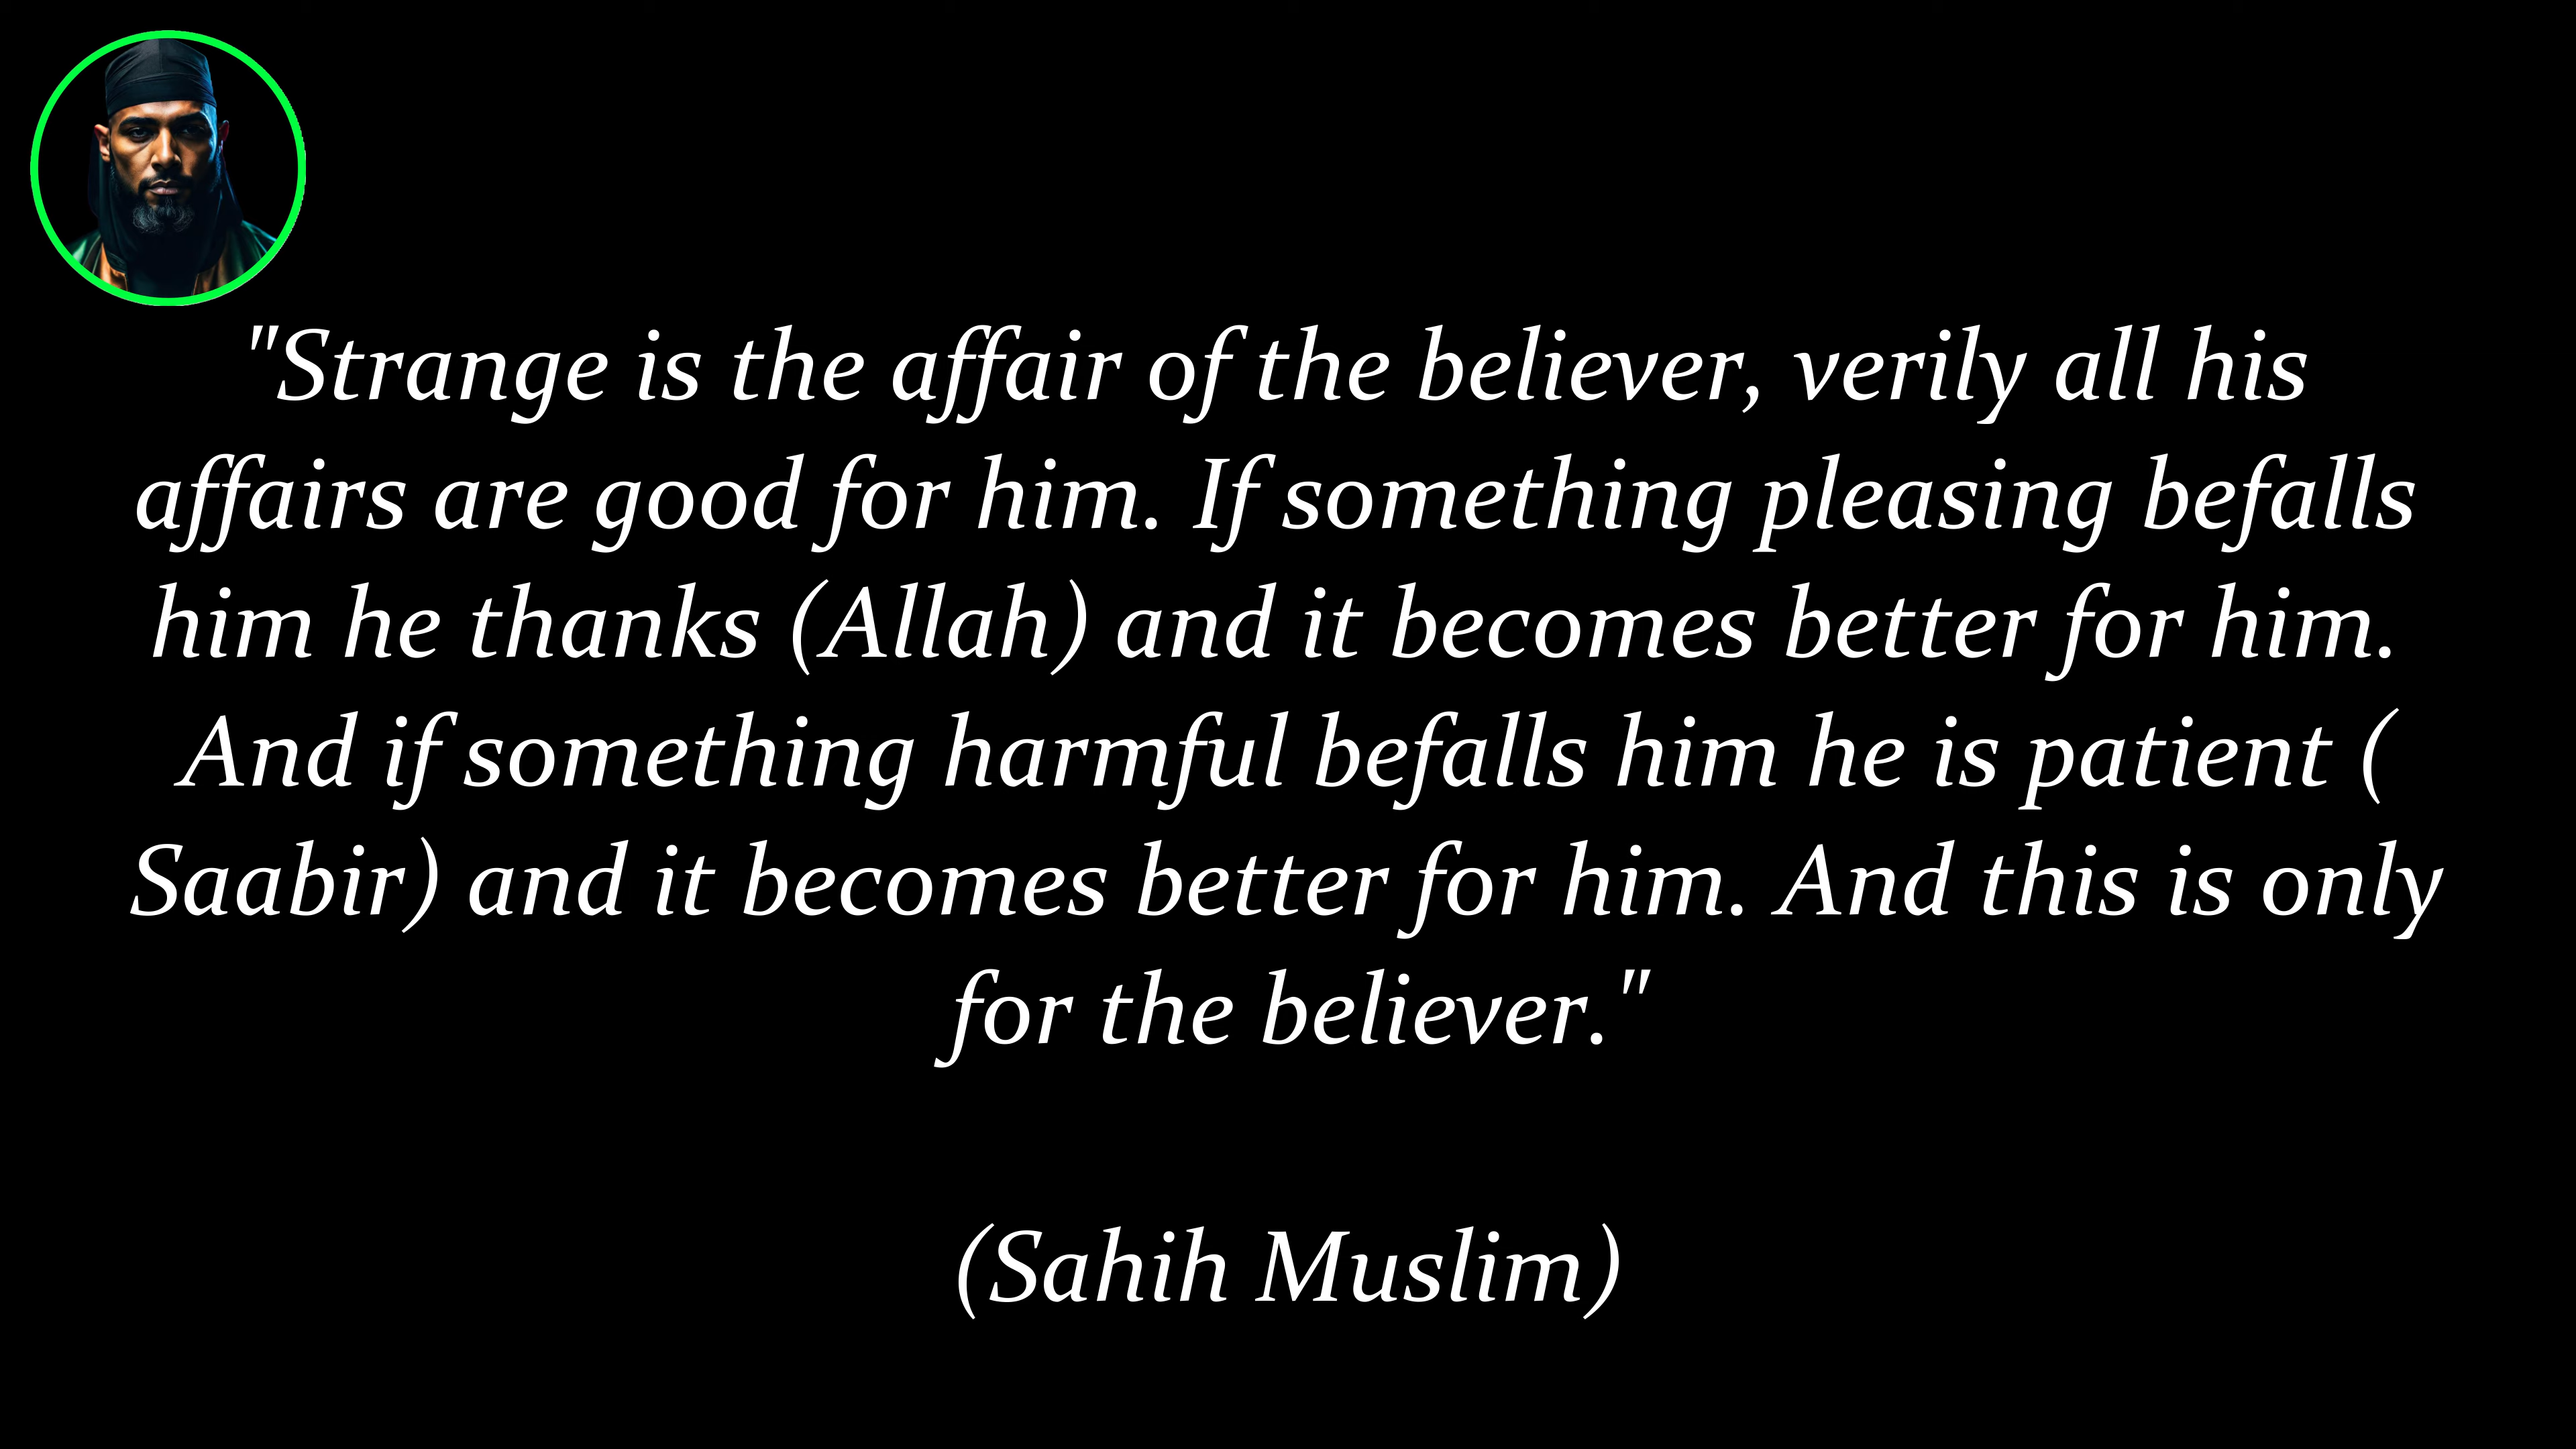 "Strange is the affair of the believer, verily all his
affairs are good for him. If something pleasing befalls
him he thanks (Allah) and it becomes better for him.
And if something harmful befalls him he is patient (
Saabir) and it becomes better for him. And this is only
for the believer."
(Sahih Muslim)